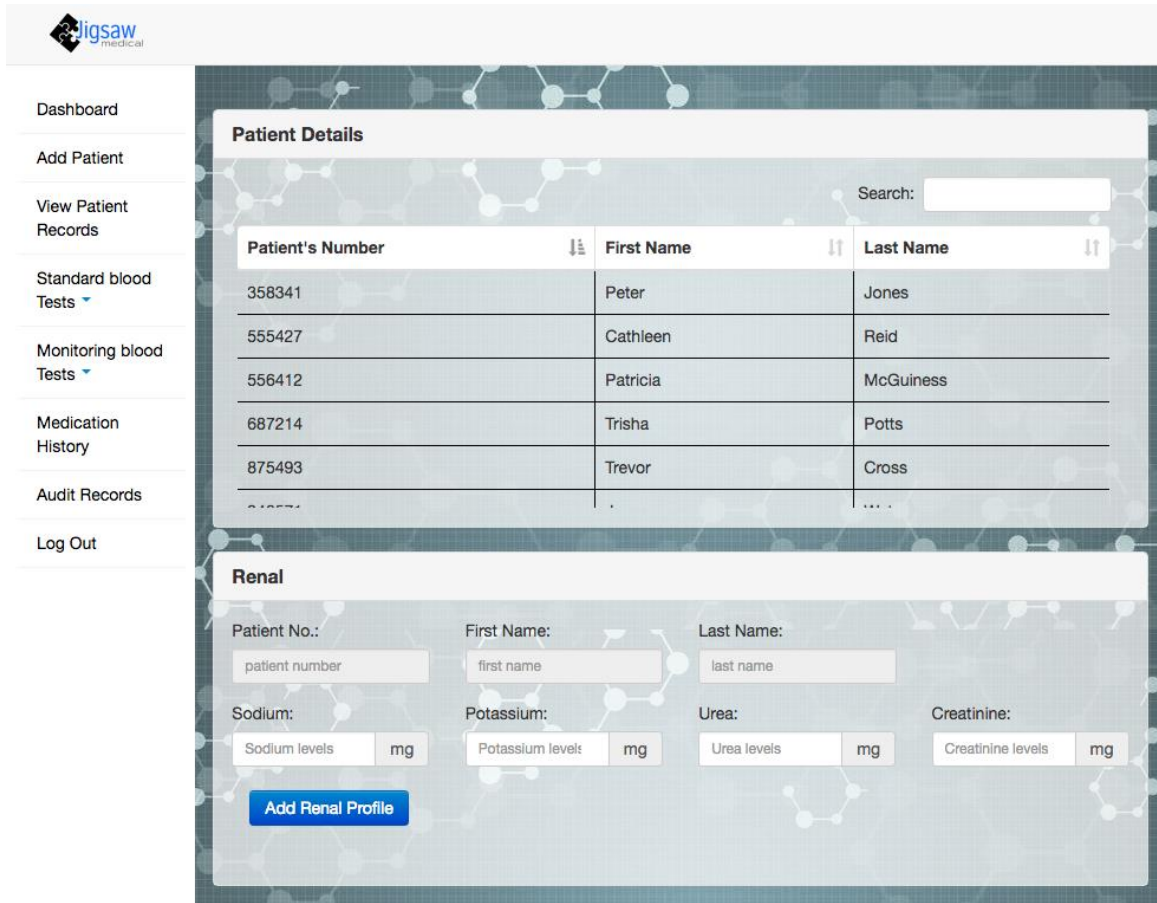 Jigsaw
medical
Dashboard
Add Patient
View Patient
Records
Standard blood
Tests
Monitoring blood
Tests
Medication
History
Audit Records
Log Out
Patient Details
Search:
Patient's Number First Name Last Name
358341 Peter Jones
555427 Cathleen Reid
556412 Patricia McGuiness
687214 Trisha Potts
875493 Trevor Cross
Renal
Patient No.: First Name: Last Name:
patient number first name last name
Sodium: Potassium: Urea: Creatinine:
Sodium levels mg Potassium levels mg Urea levels mg Creatinine levels mg
Add Renal Profile